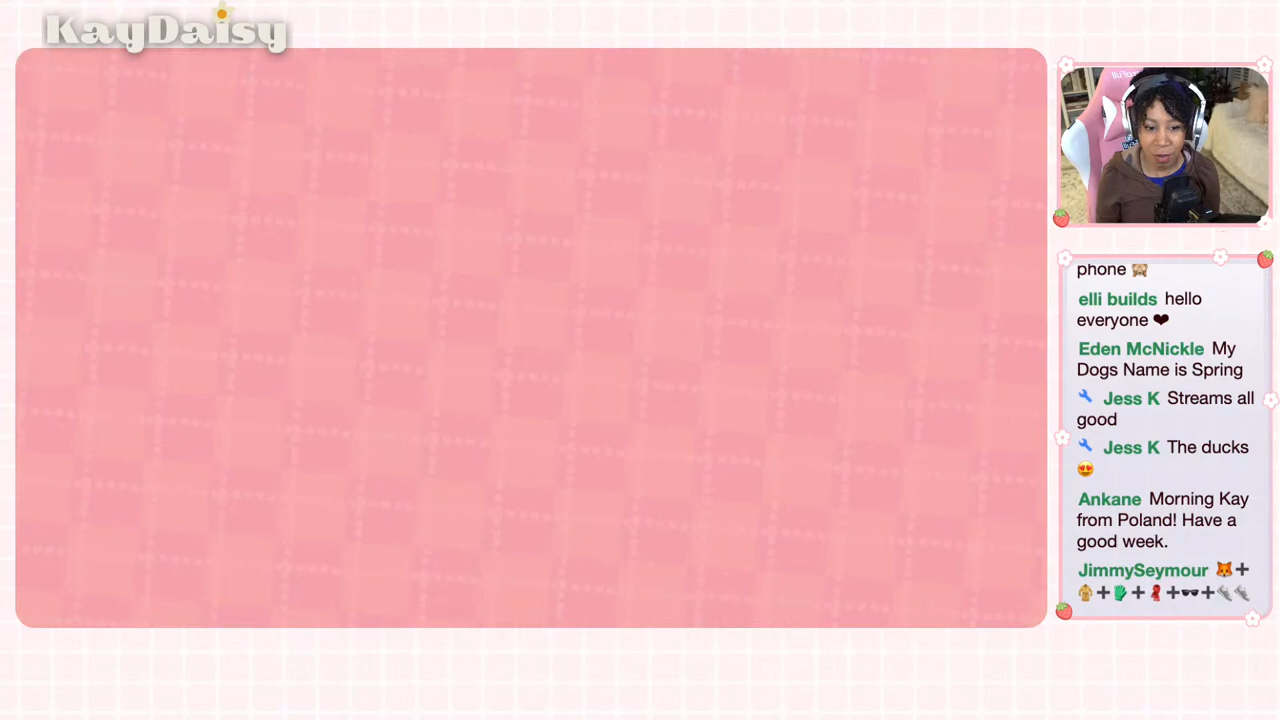 KayDaisy
phone 🙈
elli builds hello
everyone ❤
Eden McNickle My
Dogs Name is Spring
Jess K Streams all
good
Jess K The ducks
😍
Ankane Morning Kay
from Poland! Have a
good week.
JimmySeymour 🦊➕
🧥➕🧤➕🧣➕🕶➕👠👠